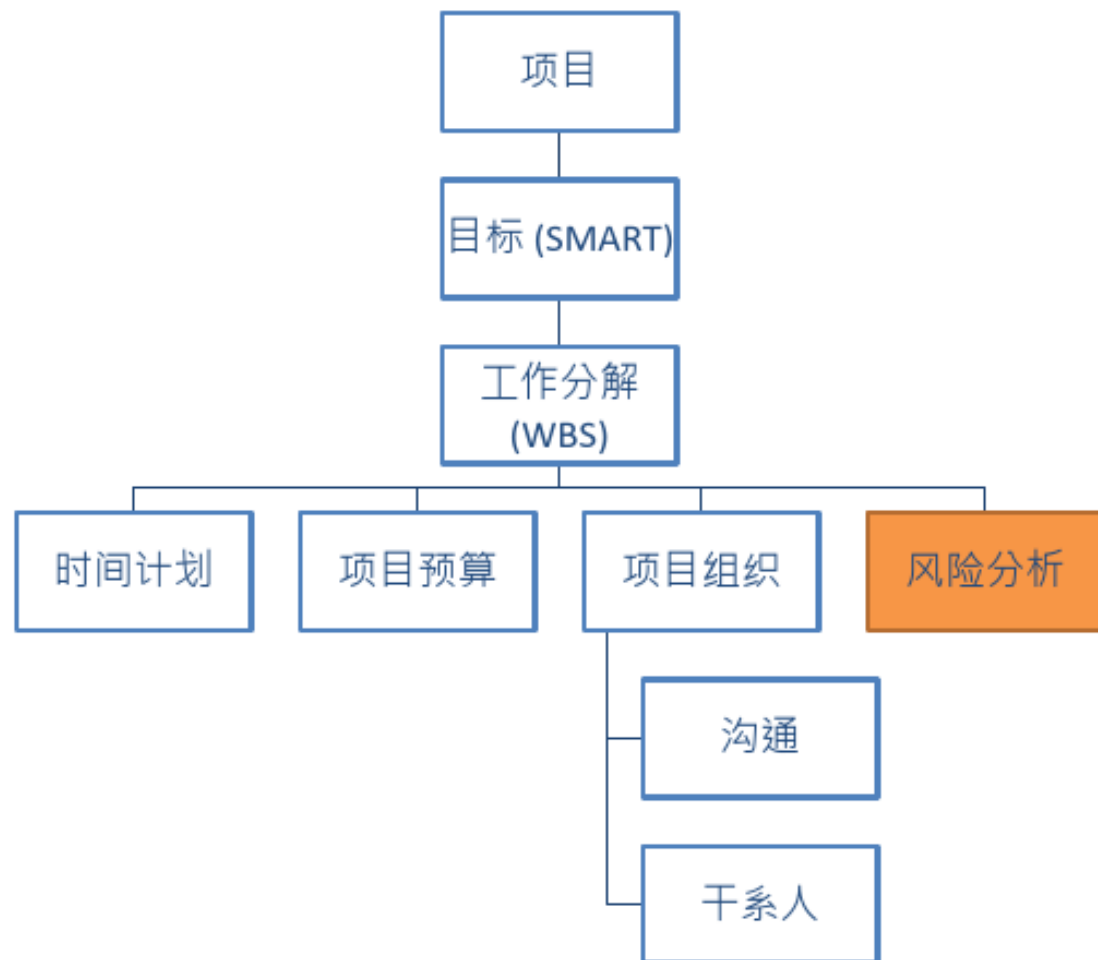 项目
目标 (SMART)
工作分解
(WBS)
时间计划
项目预算
项目组织
风险分析
沟通
干系人